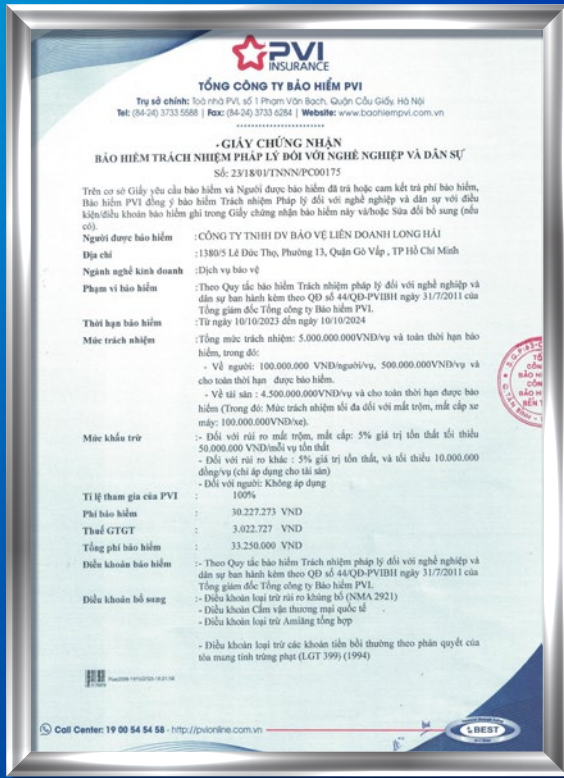 PVI
INSURANCE
TỔNG CÔNG TY BẢO HIỂM PVI
Trụ sở chính: Toà nhà PVI, số 1 Phạm Văn Bạch, Quận Cầu Giấy, Hà Nội
Tel: (84-24) 3733 5588 | Fax: (84-24) 3733 6284 | Website: www.baohiempvi.com.vn
GIẤY CHỨNG NHẬN
BẢO HIỂM TRÁCH NHIỆM PHÁP LÝ ĐỐI VỚI NGHỀ NGHIỆP VÀ DÂN SỰ
Số: 23/18/01/TNNN/PC00175
Trên cơ sở Giấy yêu cầu bảo hiểm và Người được bảo hiểm đã trả hoặc cam kết trả phí bảo hiểm,
Bảo hiểm PVI đồng ý bảo hiểm Trách nhiệm Pháp lý đối với nghề nghiệp và dân sự với điều
kiện/điều khoản bảo hiểm ghi trong Giấy chứng nhận bảo hiểm này và/hoặc Sửa đổi bổ sung (nếu
có).
Người được bảo hiểm :CÔNG TY TNHH DV BẢO VỆ LIÊN DOANH LONG HẢI
Địa chỉ :1380/5 Lê Đức Thọ, Phường 13, Quận Gò Vấp , TP Hồ Chí Minh
Ngành nghề kinh doanh :Dịch vụ bảo vệ
Phạm vi bảo hiểm :Theo Quy tắc bảo hiểm Trách nhiệm pháp lý đối với nghề nghiệp và
dân sự ban hành kèm theo QĐ số 44/QĐ-PVIBH ngày 31/7/2011 của
Tổng giám đốc Tổng công ty Bảo hiểm PVI.
Thời hạn bảo hiểm :Từ ngày 10/10/2023 đến ngày 10/10/2024
Mức trách nhiệm :Tổng mức trách nhiệm: 5.000.000.000VND/vụ và toàn thời hạn bảo
hiểm, trong đó:
- Về người: 100.000.000 VND/người/vụ, 500.000.000VND/vụ và
cho toàn thời hạn được bảo hiểm.
- Về tài sản : 4.500.000.000VND/vụ và cho toàn thời hạn được bảo
hiểm (Trong đó: Mức trách nhiệm tối đa đối với mất trộm, mất cắp xe
máy: 100.000.000VND/xe).
Mức khấu trừ :- Đối với rủi ro mất trộm, mất cắp: 5% giá trị tổn thất tối thiểu
50.000.000 VND/mỗi vụ tổn thất
- Đối với rủi ro khác : 5% giá trị tổn thất, và tối thiểu 10.000.000
đồng/vụ (chỉ áp dụng cho tài sản)
- Đối với người: Không áp dụng
Tỉ lệ tham gia của PVI : 100%
Phí bảo hiểm : 30.227.273 VND
Thuế GTGT : 3.022.727 VND
Tổng phí bảo hiểm : 33.250.000 VND
Điều khoản bảo hiểm :- Theo Quy tắc bảo hiểm Trách nhiệm pháp lý đối với nghề nghiệp và
dân sự ban hành kèm theo QĐ số 44/QĐ-PVIBH ngày 31/7/2011 của
Tổng giám đốc Tổng công ty Bảo hiểm PVI.
Điều khoản bổ sung :- Điều khoản loại trừ rủi ro khủng bố (NMA 2921)
- Điều khoản Cấm vận thương mại quốc tế
- Điều khoản loại trừ Amiăng tổng hợp
- Điều khoản loại trừ các khoản tiền bồi thường theo phán quyết của
tòa mang tính trừng phạt (LGT 399) (1994)
Call Center: 19 00 54 54 58 - http://pvionline.com.vn
BEST